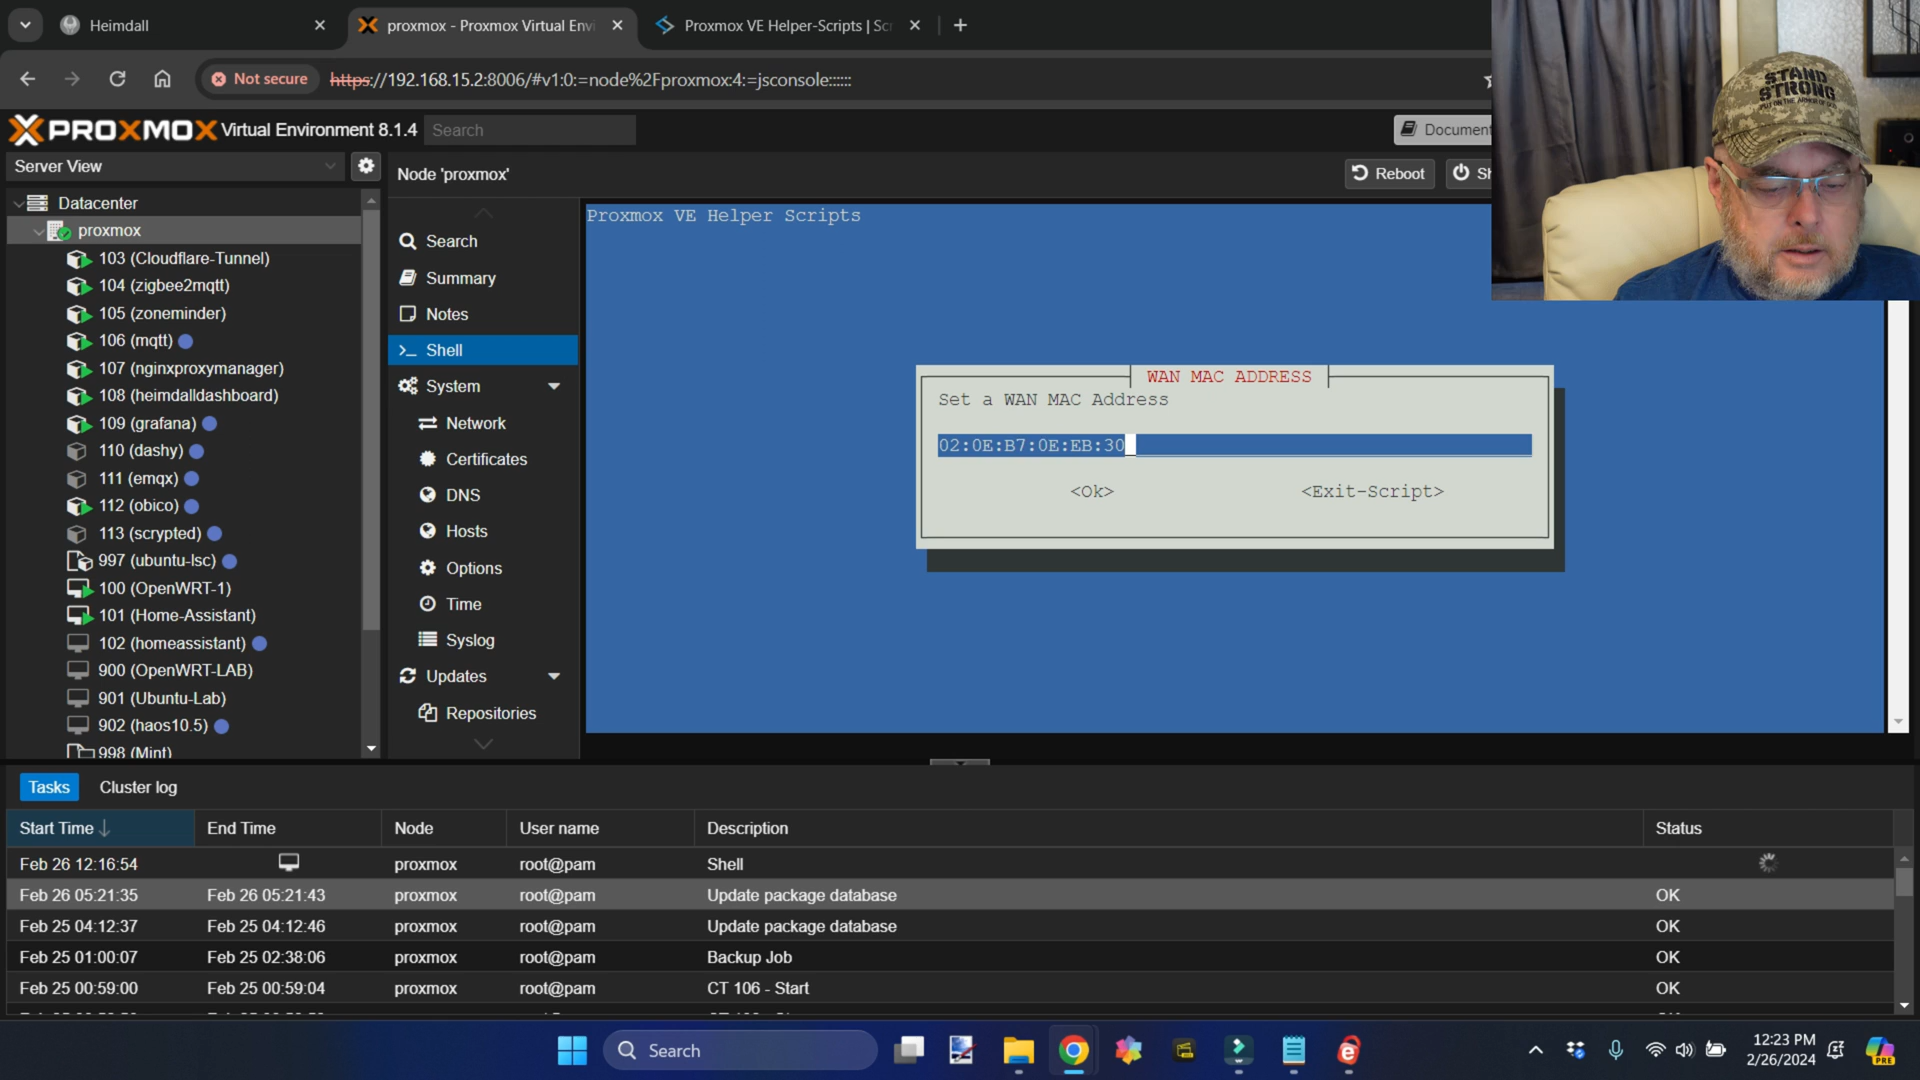 Heimdall
proxmox - Proxmox Virtual Envi
Proxmox VE Helper-Scripts | Scr
Not secure
https://192.168.15.2:8006/#v1:0:=node%2Fproxmox:4:=jsconsole::::::
PROXMOX Virtual Environment 8.1.4
Search
Document
STAND
STRONG
PUT ON THE ARMOR OF GOD
Server View
Node 'proxmox'
Reboot
Sh
Datacenter
proxmox
103 (Cloudflare-Tunnel)
104 (zigbee2mqtt)
105 (zoneminder)
106 (mqtt)
107 (nginxproxymanager)
108 (heimdalldashboard)
109 (grafana)
110 (dashy)
111 (emqx)
112 (obico)
113 (scrypted)
997 (ubuntu-lsc)
100 (OpenWRT-1)
101 (Home-Assistant)
102 (homeassistant)
900 (OpenWRT-LAB)
901 (Ubuntu-Lab)
902 (haos10.5)
998 (Mint)
Search
Summary
Notes
Shell
System
Network
Certificates
DNS
Hosts
Options
Time
Syslog
Updates
Repositories
Proxmox VE Helper Scripts
WAN MAC ADDRESS
Set a WAN MAC Address
02:0E:B7:0E:EB:30
<Ok>
<Exit-Script>
Tasks
Cluster log
Start Time End Time Node User name Description Status
Feb 26 12:16:54 proxmox root@pam Shell
Feb 26 05:21:35 Feb 26 05:21:43 proxmox root@pam Update package database OK
Feb 25 04:12:37 Feb 25 04:12:46 proxmox root@pam Update package database OK
Feb 25 01:00:07 Feb 25 02:38:06 proxmox root@pam Backup Job OK
Feb 25 00:59:00 Feb 25 00:59:04 proxmox root@pam CT 106 - Start OK
Search
12:23 PM
2/26/2024
PRE